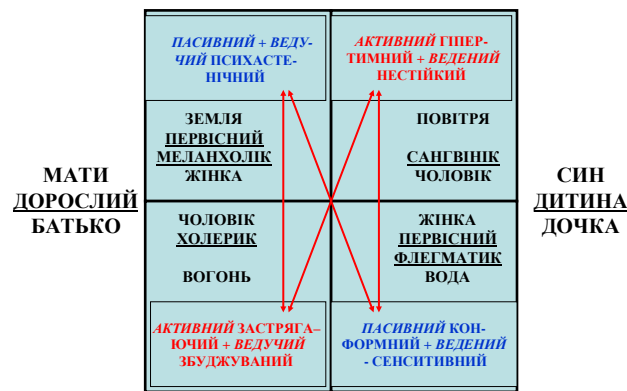 ПАСИВНИЙ + ВЕДУ-
ЧИЙ ПСИХАСТЕ-
НІЧНИЙ
АКТИВНИЙ ГІПЕР-
ТИМНИЙ + ВЕДЕНИЙ
НЕСТІЙКИЙ
ЗЕМЛЯ
ПЕРВІСНИЙ
МЕЛАНХОЛІК
ЖІНКА
ПОВІТРЯ
САНГВІНІК
ЧОЛОВІК
МАТИ
ДОРОСЛИЙ
БАТЬКО
СИН
ДИТИНА
ДОЧКА
ЧОЛОВІК
ХОЛЕРИК
ВОГОНЬ
ЖІНКА
ПЕРВІСНИЙ
ФЛЕГМАТИК
ВОДА
АКТИВНИЙ ЗАСТРЯГА–
ЮЧИЙ + ВЕДУЧИЙ
ЗБУДЖУВАНИЙ
ПАСИВНИЙ КОН-
ФОРМНИЙ + ВЕДЕНИЙ
- СЕНСИТИВНИЙ